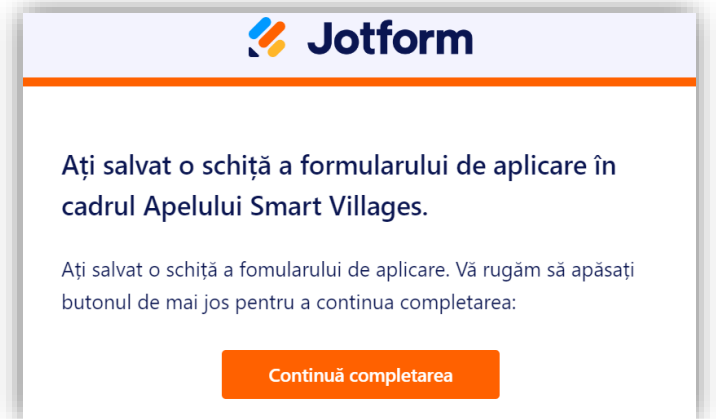 Jotform
Ați salvat o schiță a formularului de aplicare în
cadrul Apelului Smart Villages.
Ați salvat o schiță a fomularului de aplicare. Vă rugăm să apăsați
butonul de mai jos pentru a continua completarea:
Continuă completarea